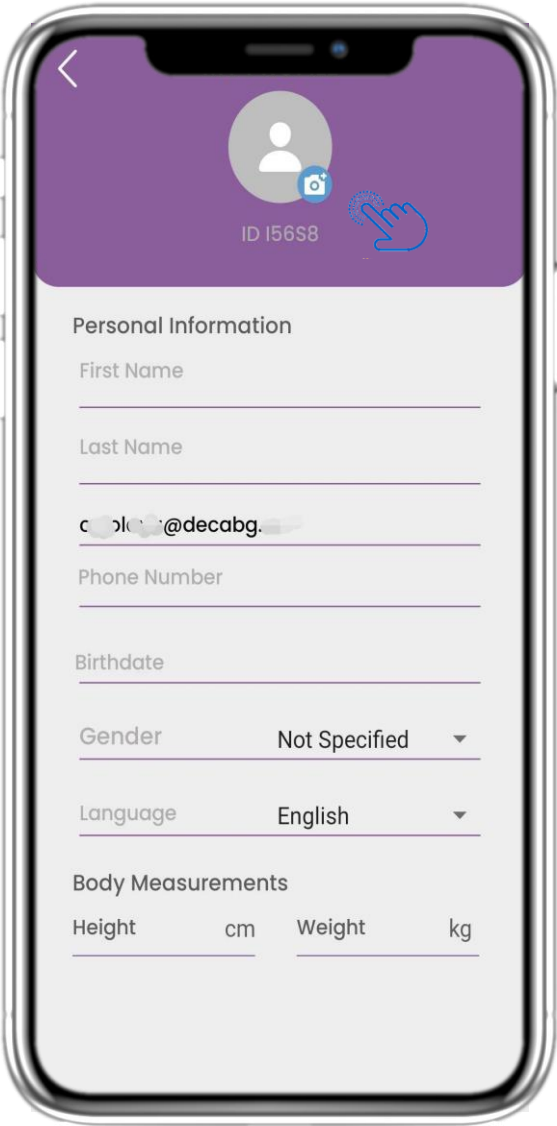 ID I56S8
Personal Information
First Name
Last Name
@decabg.
Phone Number
Birthdate
Gender Not Specified
Language English
Body Measurements
Height cm Weight kg